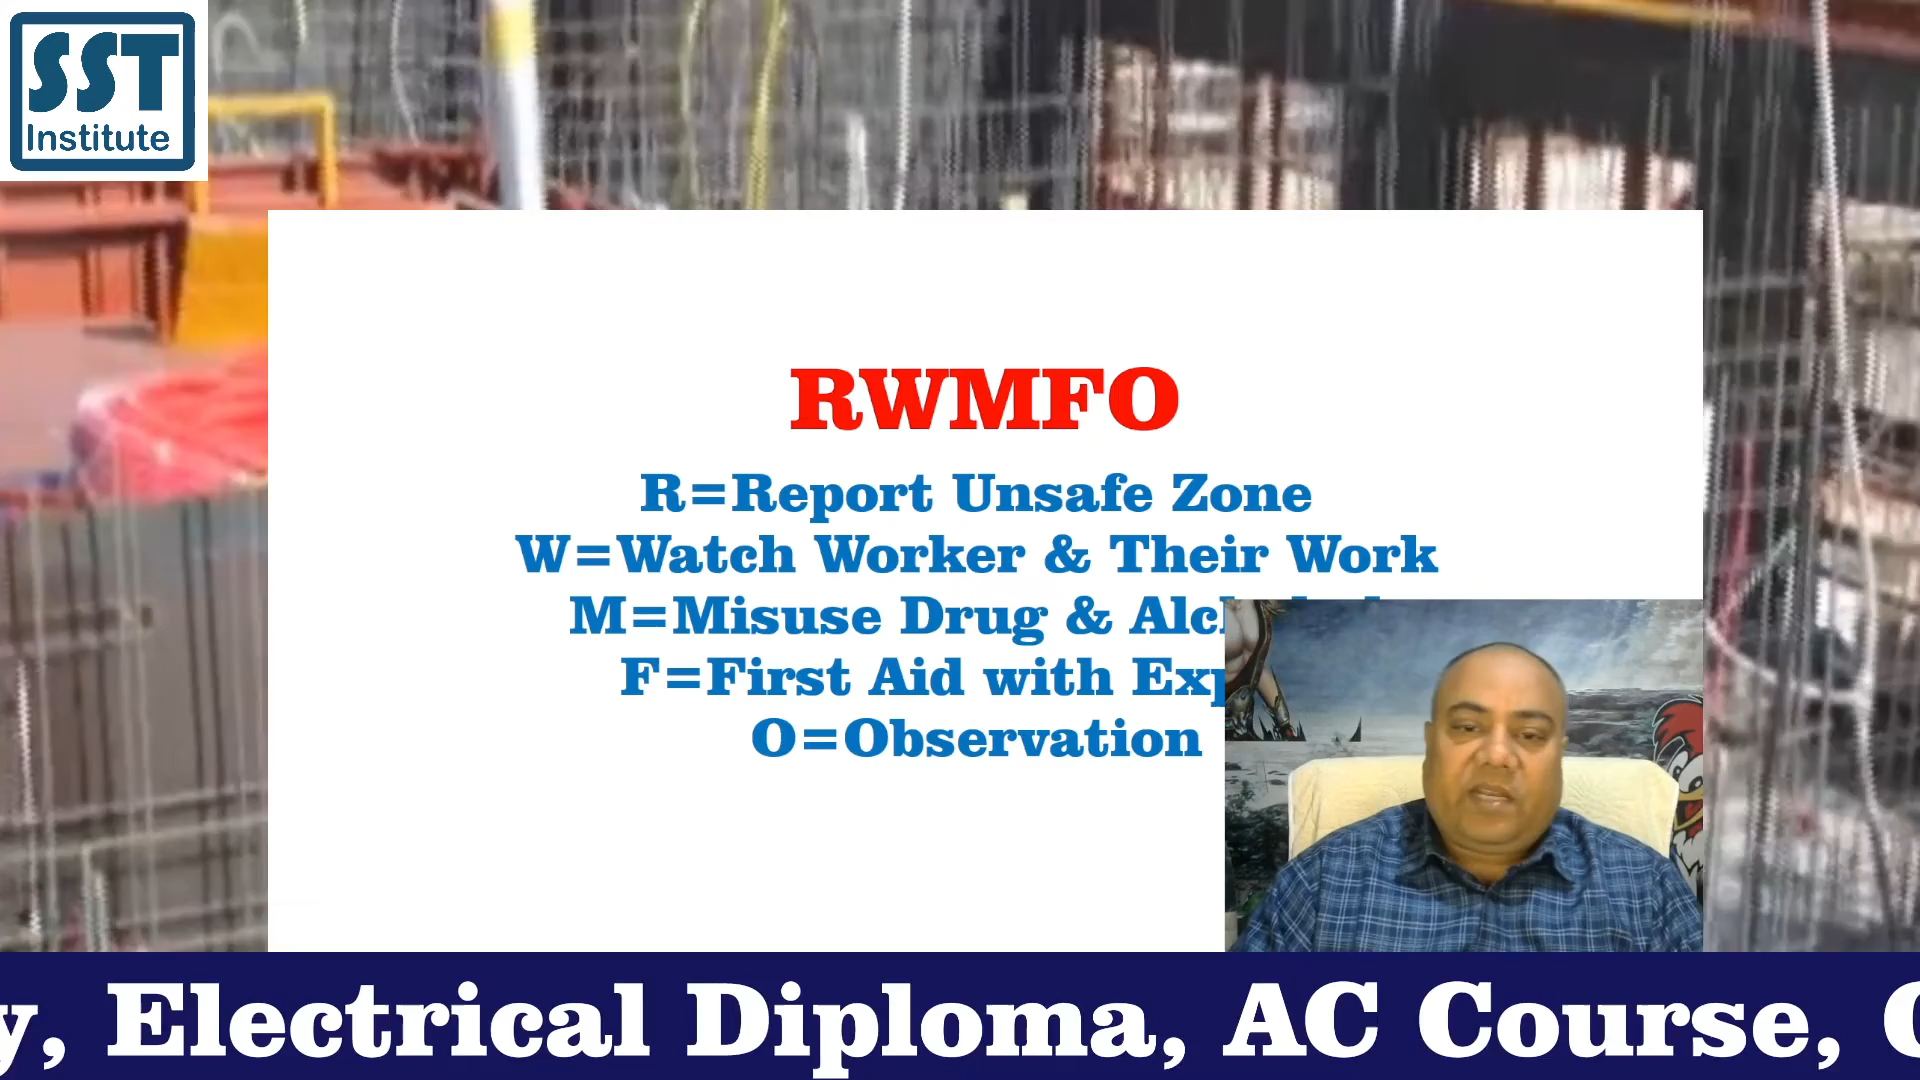 SST
Institute
RWMFO
R=Report Unsafe Zone
W=Watch Worker & Their Work
M=Misuse Drug &
F=First Aid with
O=Observation
Electrical Diploma, AC Course,